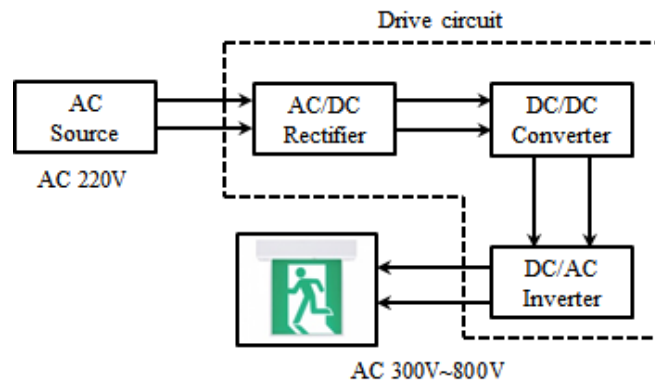 Drive circuit
AC
Source
AC/DC
Rectifier
DC/DC
Converter
AC 220V
DC/AC
Inverter
AC 300V~800V